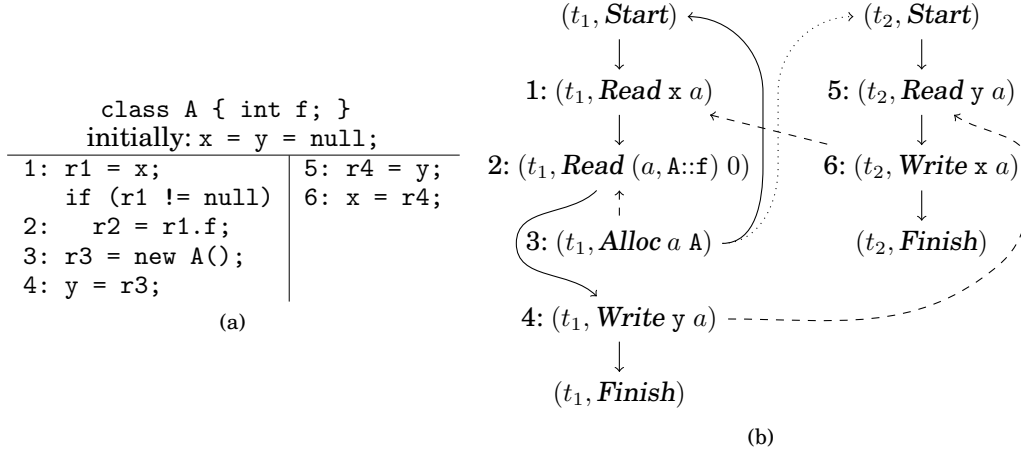 class A { int f; }
initially: x = y = null;
1: r1 = x;
if (r1 != null)
2: r2 = r1.f;
3: r3 = new A();
4: y = r3;
5: r4 = y;
6: x = r4;
(a)
(t₁, Start)
1: (t₁, Read x a)
2: (t₁, Read (a, A::f) 0)
3: (t₁, Alloc a A)
4: (t₁, Write y a)
(t₁, Finish)
(t₂, Start)
5: (t₂, Read y a)
6: (t₂, Write x a)
(t₂, Finish)
(b)